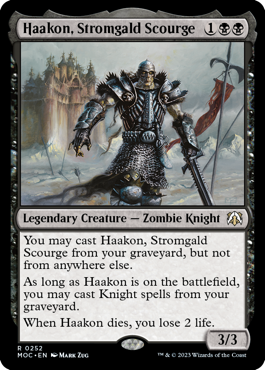 Haakon, Stromgald Scourge 1
Legendary Creature — Zombie Knight
You may cast Haakon, Stromgald
Scourge from your graveyard, but not
from anywhere else.
As long as Haakon is on the battlefield,
you may cast Knight spells from your
graveyard.
When Haakon dies, you lose 2 life.
3/3
R 0252
MOC • EN Mark Zug
™ & © 2023 Wizards of the Coast